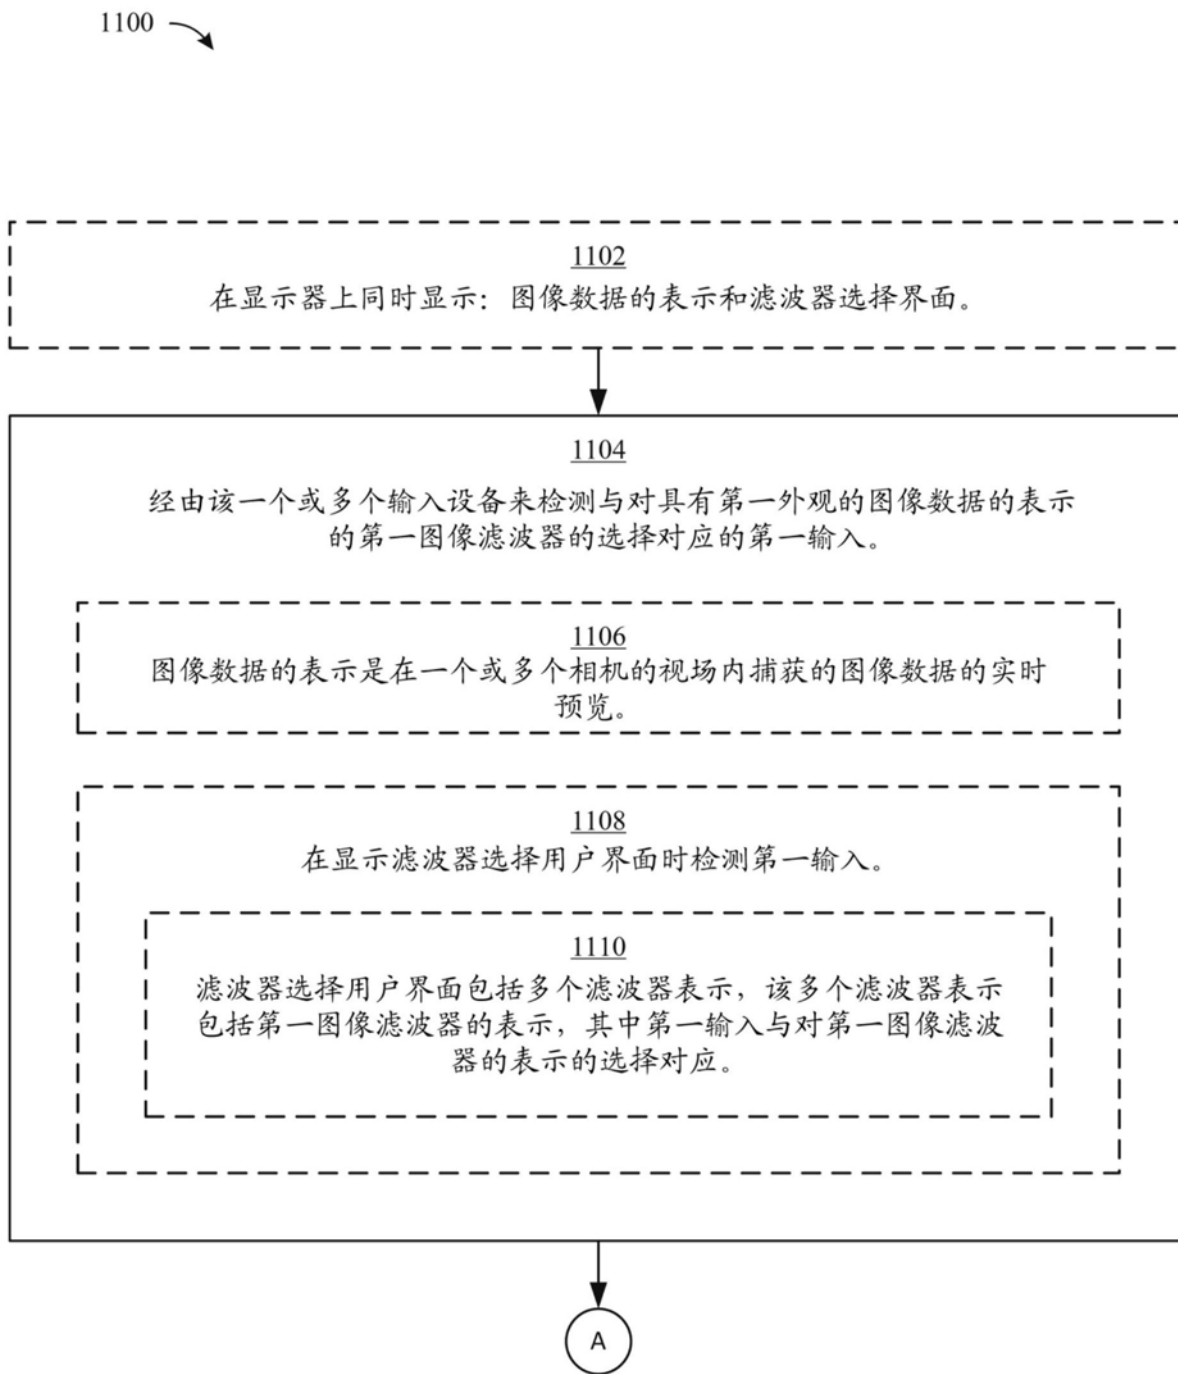 1100
1102
在显示器上同时显示：图像数据的表示和滤波器选择界面。
1104
经由该一个或多个输入设备来检测与对具有第一外观的图像数据的表示
的第一图像滤波器的选择对应的第一输入。
1106
图像数据的表示是在一个或多个相机的视场内捕获的图像数据的实时
预览。
1108
在显示滤波器选择用户界面时检测第一输入。
1110
滤波器选择用户界面包括多个滤波器表示，该多个滤波器表示
包括第一图像滤波器的表示，其中第一输入与对第一图像滤波
器的表示的选择对应。
A